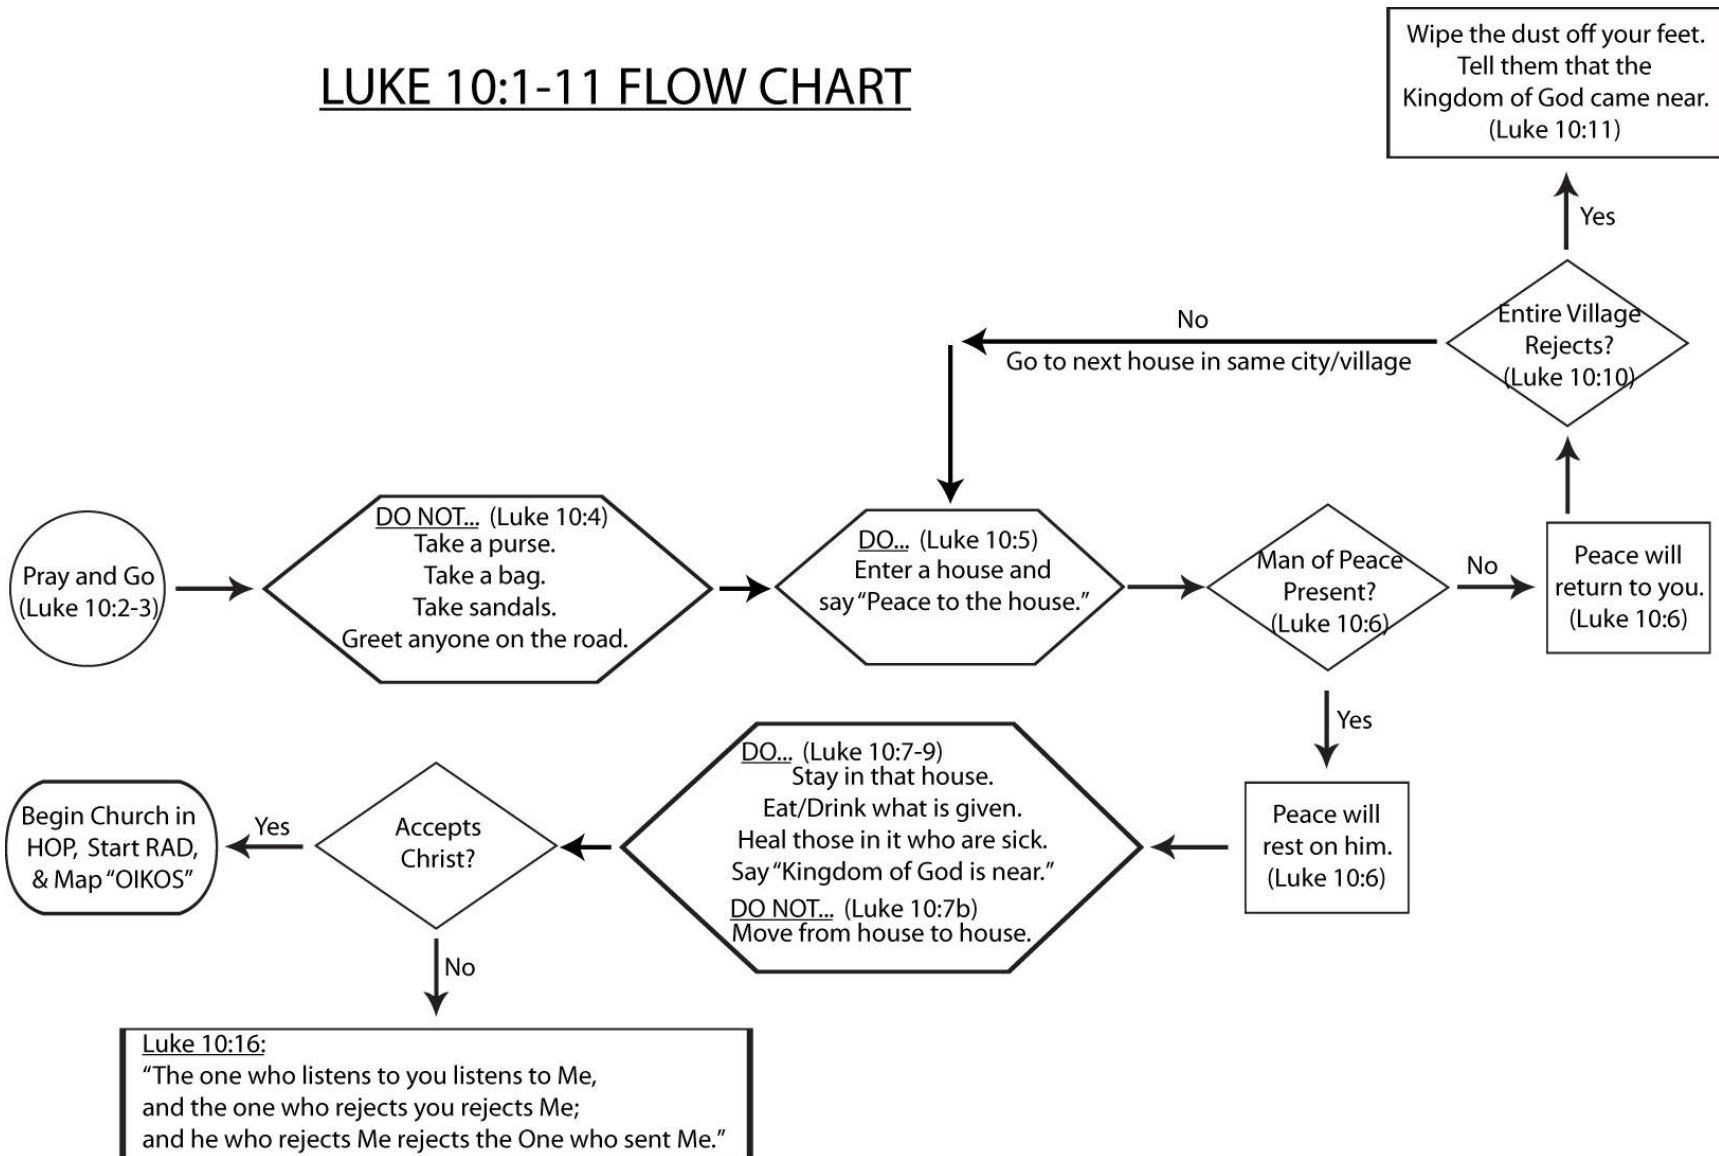 LUKE 10:1-11 FLOW CHART
Wipe the dust off your feet.
Tell them that the
Kingdom of God came near.
(Luke 10:11)
Yes
Entire Village
Rejects?
(Luke 10:10)
No
Go to next house in same city/village
Pray and Go
(Luke 10:2-3)
DO NOT... (Luke 10:4)
Take a purse.
Take a bag.
Take sandals.
Greet anyone on the road.
DO... (Luke 10:5)
Enter a house and
say “Peace to the house.”
Man of Peace
Present?
(Luke 10:6)
No
Peace will
return to you.
(Luke 10:6)
Yes
Peace will
rest on him.
(Luke 10:6)
DO... (Luke 10:7-9)
Stay in that house.
Eat/Drink what is given.
Heal those in it who are sick.
Say “Kingdom of God is near.”
DO NOT... (Luke 10:7b)
Move from house to house.
Accepts
Christ?
Yes
Begin Church in
HOP, Start RAD,
& Map “OIKOS”
No
Luke 10:16:
“The one who listens to you listens to Me,
and the one who rejects you rejects Me;
and he who rejects Me rejects the One who sent Me.”